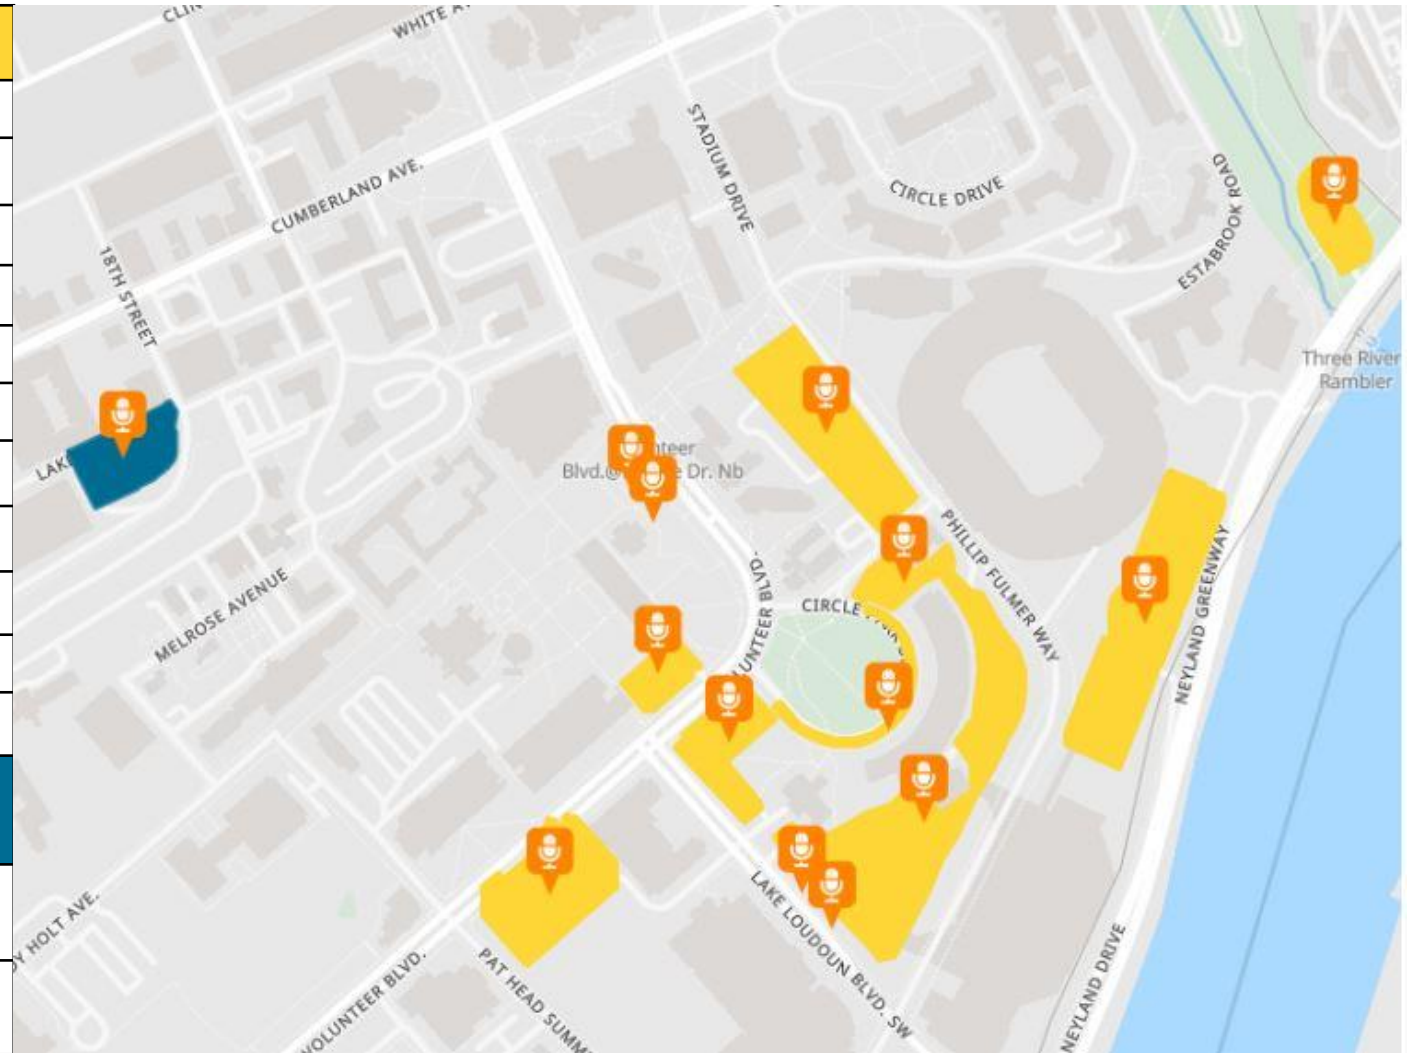 WHITE
CUMBERLAND AVE.
STADIUM DRIVE
CIRCLE DRIVE
ESTABROOK ROAD
18TH STREET
Three River
Rambler
Blvd.@
Dr. Nb
MELROSE AVENUE
PHILLIP FULMER WAY
CIRCLE
NEYLAND GREENWAY
LAKE LOUDOUN BLVD. SW
HOLT AVE.
VOLUNTEER BLVD.
PAT HEAD SUMM
NEYLAND DRIVE